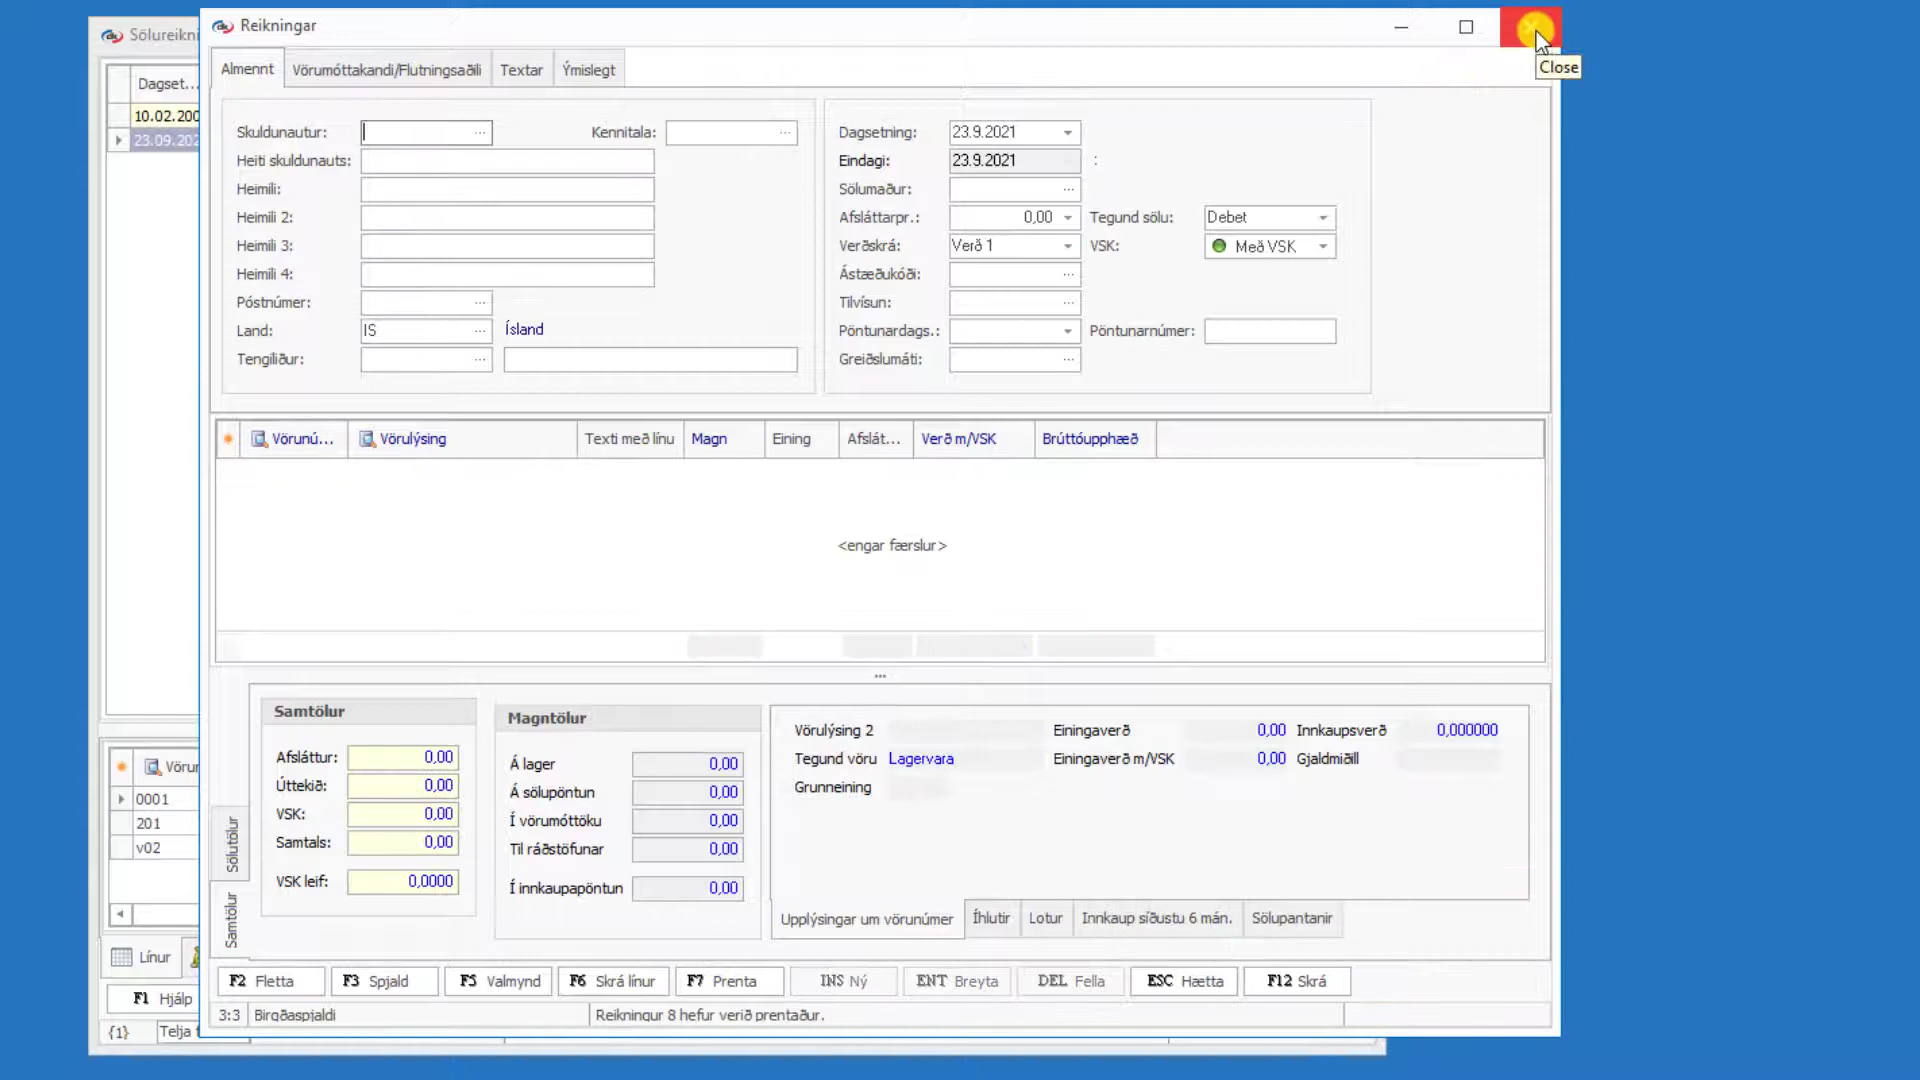 Sölureikni
Reikningar
Close
Almennt
Vörumóttakandi/Flutningsaðili
Textar
Ýmislegt
Dagset...
10.02.200
23.09.202
Skuldunautur:
Kennitala:
Heiti skuldunauts:
Heimili:
Heimili 2:
Heimili 3:
Heimili 4:
Póstnúmer:
Land: IS Ísland
Tengiliður:
Dagsetning: 23.9.2021
Eindagi: 23.9.2021 :
Sölumaður:
Afsláttarpr.: 0,00 Tegund sölu: Debet
Verðskrá: Verð 1 VSK: Með VSK
Ástæðukóði:
Tilvísun:
Pöntunardags.: Pöntunarnúmer:
Greiðslumáti:
Vörunú... Vörulýsing Texti með línu Magn Eining Afslát... Verð m/VSK Brúttóupphæð
<engar færslur>
Vörur
0001
201
v02
Línur
F1 Hjálp
{1} Telja f
Sölutölur
Samtölur
Samtölur
Afsláttur: 0,00
Úttekið: 0,00
VSK: 0,00
Samtals: 0,00
VSK leif: 0,0000
Magntölur
Á lager 0,00
Á sölupöntun 0,00
Í vörumóttöku 0,00
Til ráðstöfunar 0,00
Í innkaupapöntun 0,00
Vörulýsing 2 Einingaverð 0,00 Innkaupsverð 0,000000
Tegund vöru Lagervara Einingaverð m/VSK 0,00 Gjaldmiðill
Grunneining
Upplýsingar um vörunúmer Íhlutir Lotur Innkaup síðustu 6 mán. Sölupantanir
F2 Fletta F3 Spjald F5 Valmynd F6 Skrá línur F7 Prenta INS Ný ENT Breyta DEL Fella ESC Hætta F12 Skrá
3:3 Birgðaspjaldi Reikningur 8 hefur verið prentaður.